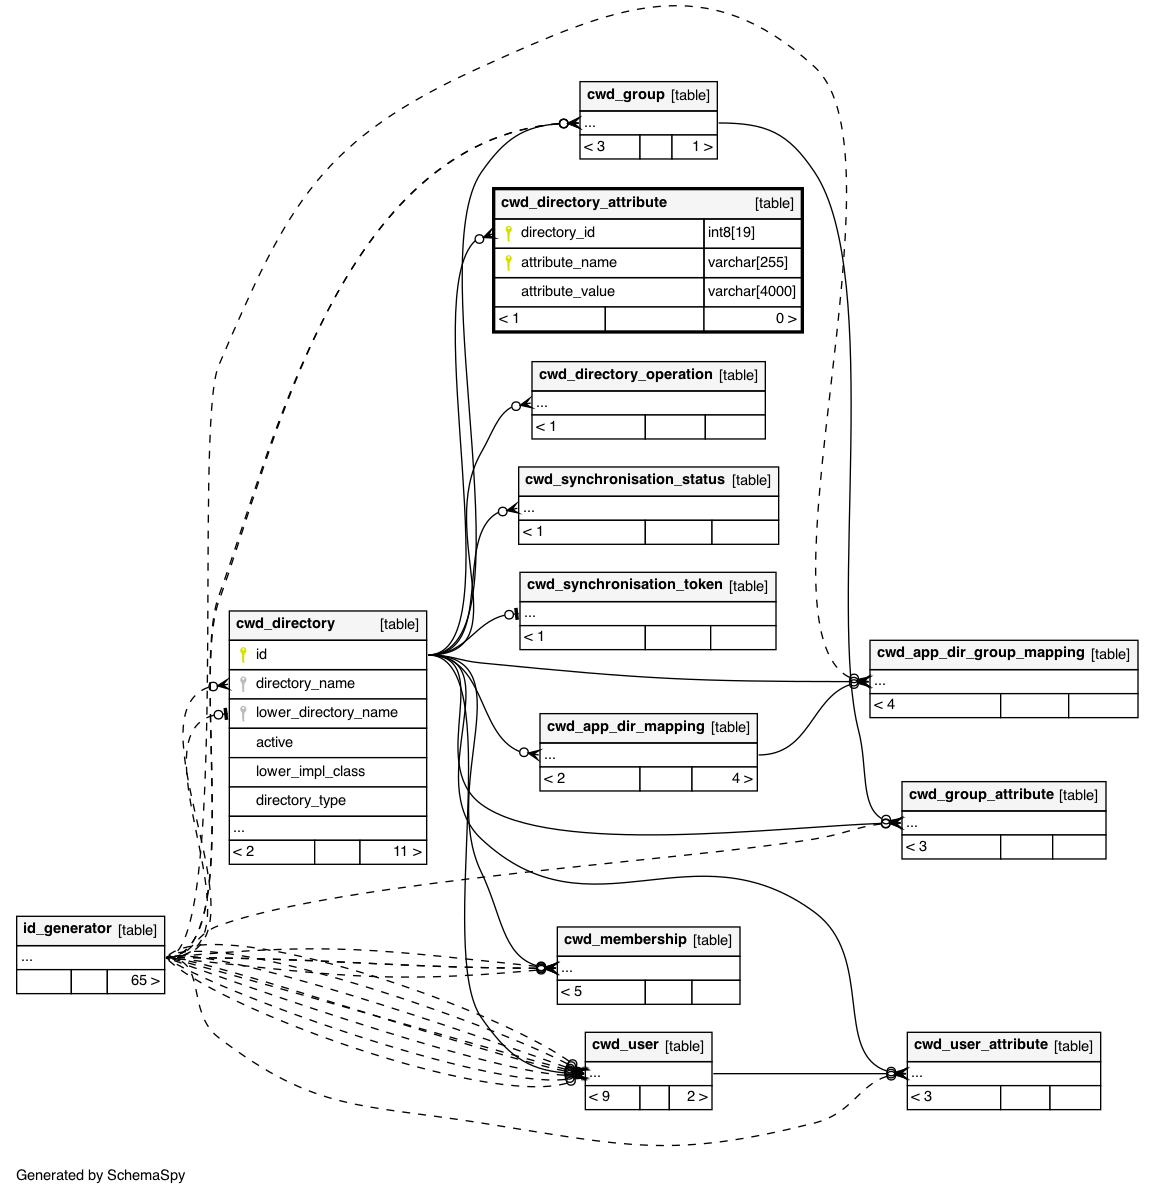 cwd_group [table]
...
< 3 1 >
cwd_directory_attribute [table]
directory_id int8[19]
attribute_name varchar[255]
attribute_value varchar[4000]
< 1 0 >
cwd_directory_operation [table]
...
< 1
cwd_synchronisation_status [table]
...
< 1
cwd_synchronisation_token [table]
...
< 1
cwd_directory [table]
id
directory_name
lower_directory_name
active
lower_impl_class
directory_type
...
< 2 11 >
cwd_app_dir_group_mapping [table]
...
< 4
cwd_app_dir_mapping [table]
...
< 2 4 >
cwd_group_attribute [table]
...
< 3
id_generator [table]
...
65 >
cwd_membership [table]
...
< 5
cwd_user [table]
...
< 9 2 >
cwd_user_attribute [table]
...
< 3
Generated by SchemaSpy